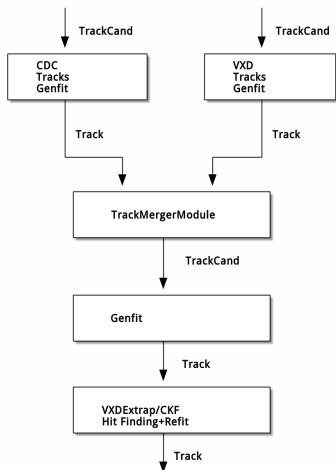 TrackCand
TrackCand
CDC
Tracks
Genfit
VXD
Tracks
Genfit
Track
Track
TrackMergerModule
TrackCand
Genfit
Track
VXDExtrap/CKF
Hit Finding+Refit
Track